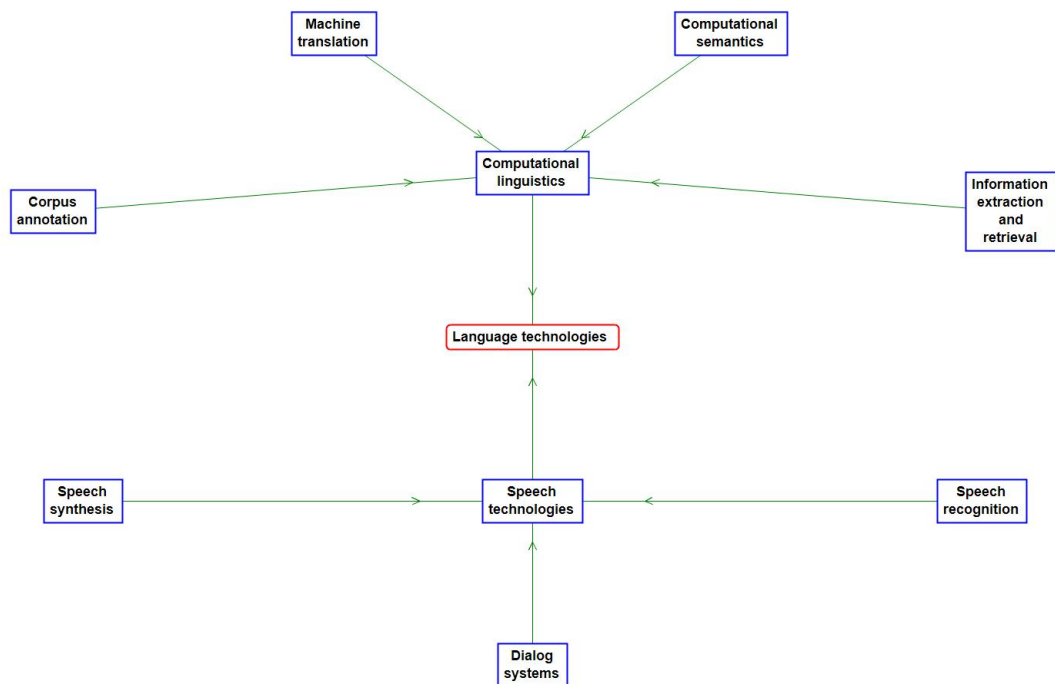 Machine
translation
Computational
semantics
Computational
linguistics
Corpus
annotation
Information
extraction
and
retrieval
Language technologies
Speech
synthesis
Speech
technologies
Speech
recognition
Dialog
systems